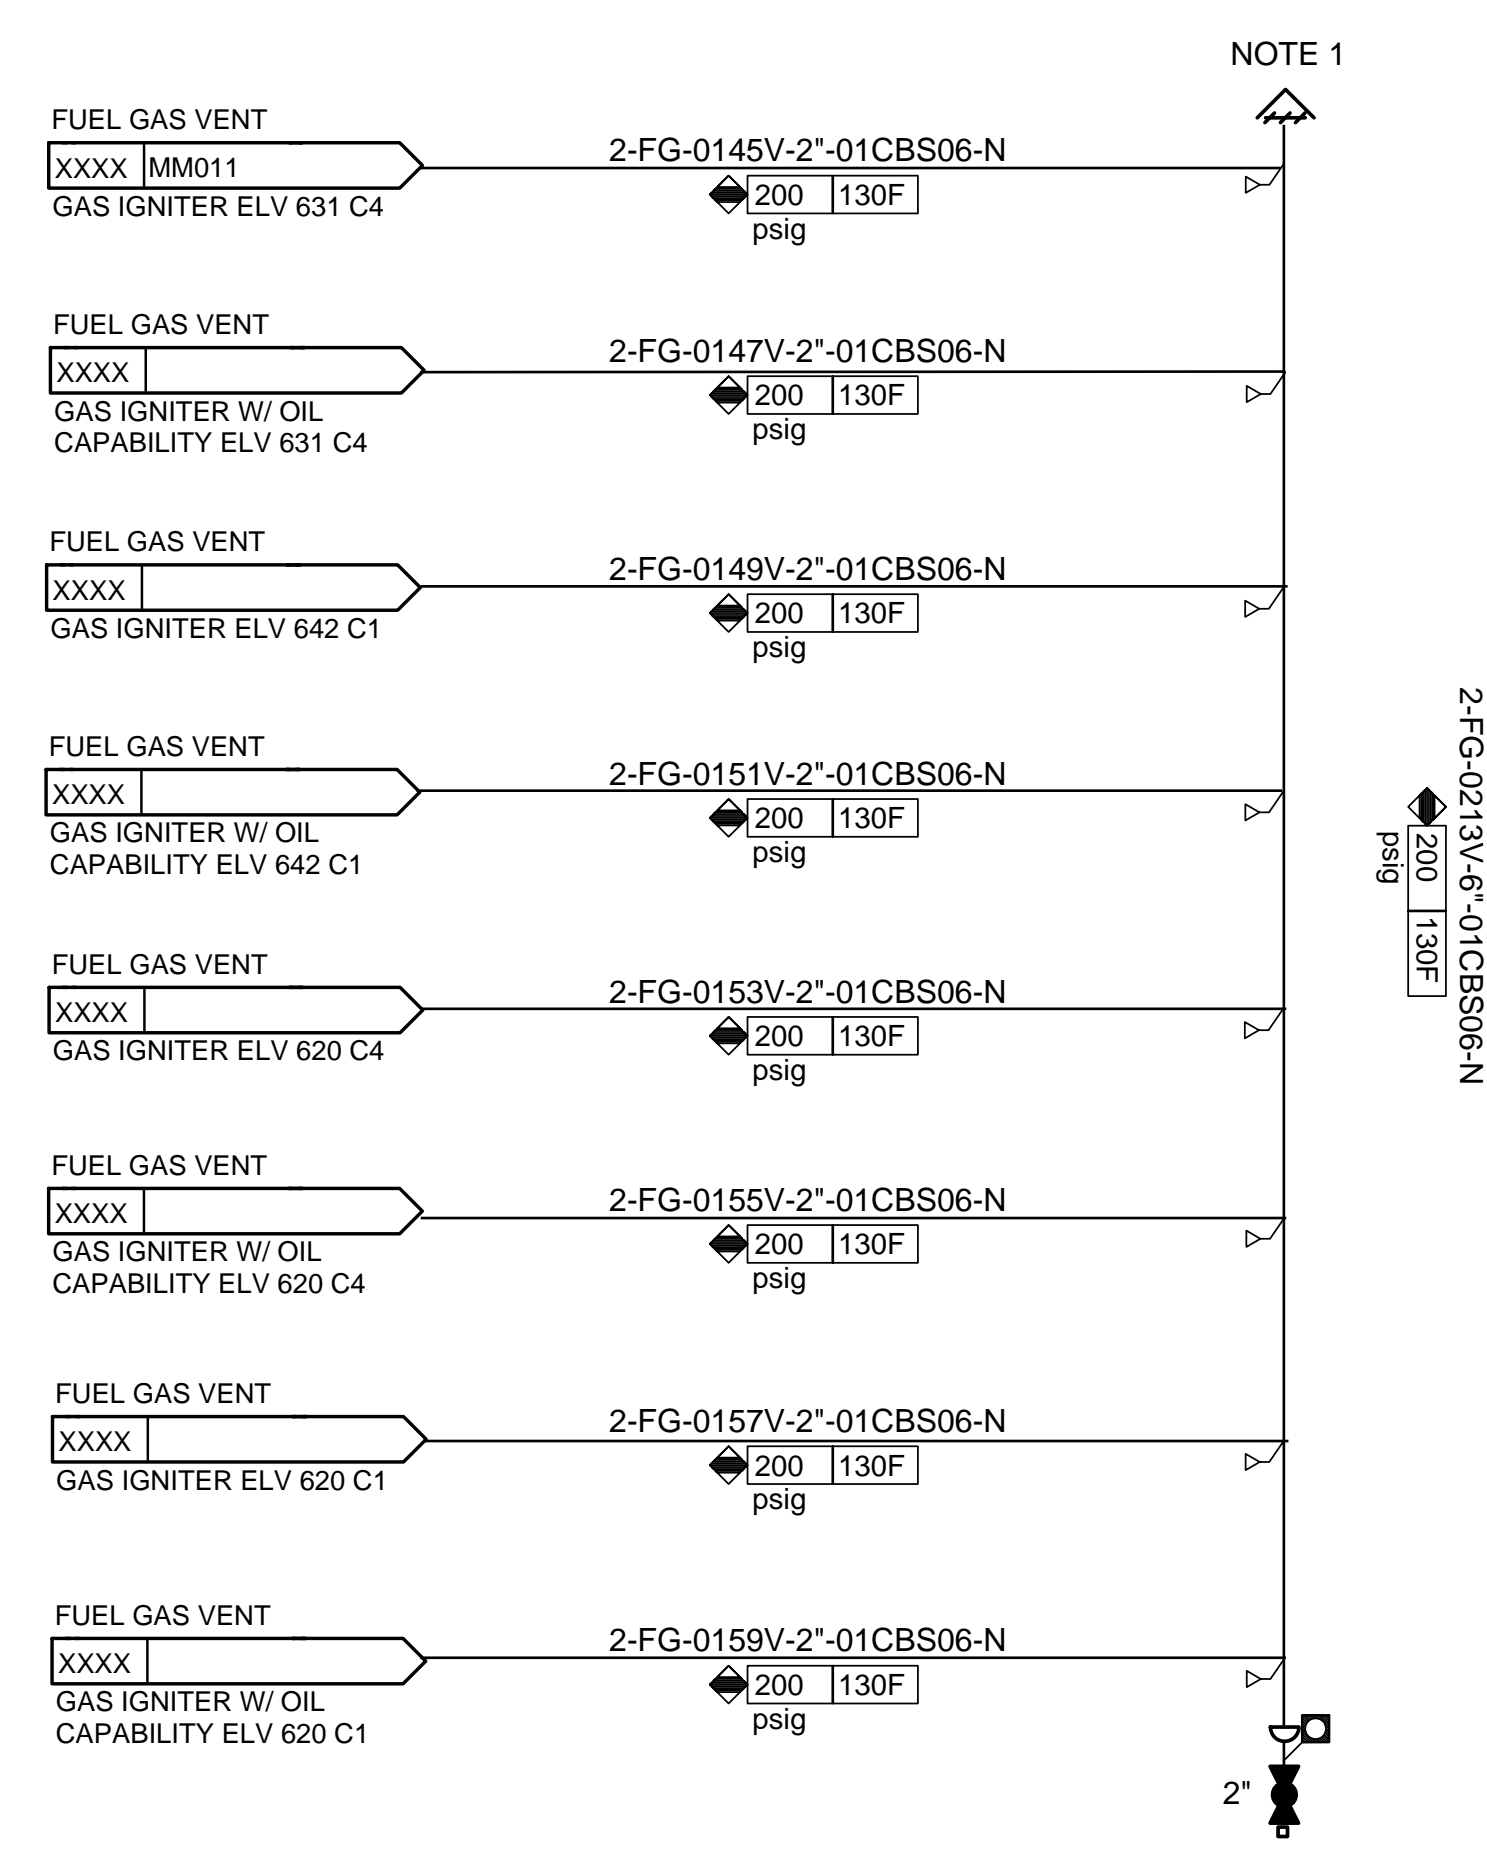 NOTE 1
FUEL GAS VENT
XXXX MM011
GAS IGNITER ELV 631 C4
2-FG-0145V-2"-01CBS06-N
200 130F
psig
FUEL GAS VENT
XXXX
GAS IGNITER W/ OIL
CAPABILITY ELV 631 C4
2-FG-0147V-2"-01CBS06-N
200 130F
psig
FUEL GAS VENT
XXXX
GAS IGNITER ELV 642 C1
2-FG-0149V-2"-01CBS06-N
200 130F
psig
FUEL GAS VENT
XXXX
GAS IGNITER W/ OIL
CAPABILITY ELV 642 C1
2-FG-0151V-2"-01CBS06-N
200 130F
psig
FUEL GAS VENT
XXXX
GAS IGNITER ELV 620 C4
2-FG-0153V-2"-01CBS06-N
200 130F
psig
FUEL GAS VENT
XXXX
GAS IGNITER W/ OIL
CAPABILITY ELV 620 C4
2-FG-0155V-2"-01CBS06-N
200 130F
psig
FUEL GAS VENT
XXXX
GAS IGNITER ELV 620 C1
2-FG-0157V-2"-01CBS06-N
200 130F
psig
FUEL GAS VENT
XXXX
GAS IGNITER W/ OIL
CAPABILITY ELV 620 C1
2-FG-0159V-2"-01CBS06-N
200 130F
psig
2"
2-FG-0213V-6"-01CBS06-N
200 130F
psig